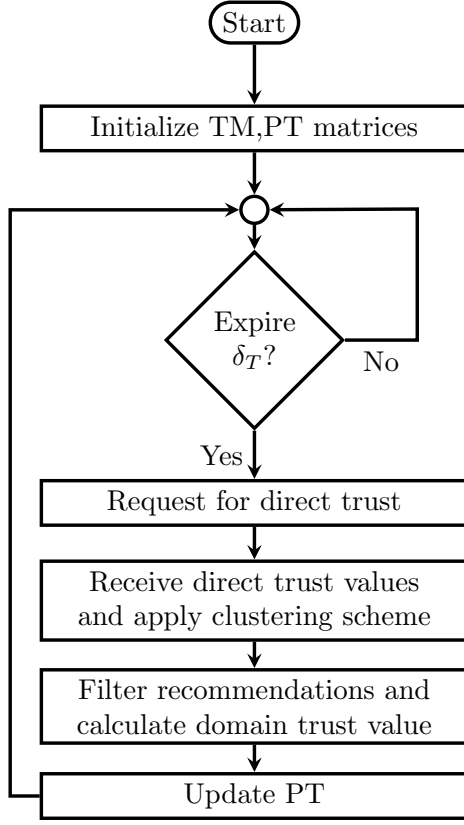 Start
Initialize TM,PT matrices
Expire
δ_T?
No
Yes
Request for direct trust
Receive direct trust values
and apply clustering scheme
Filter recommendations and
calculate domain trust value
Update PT